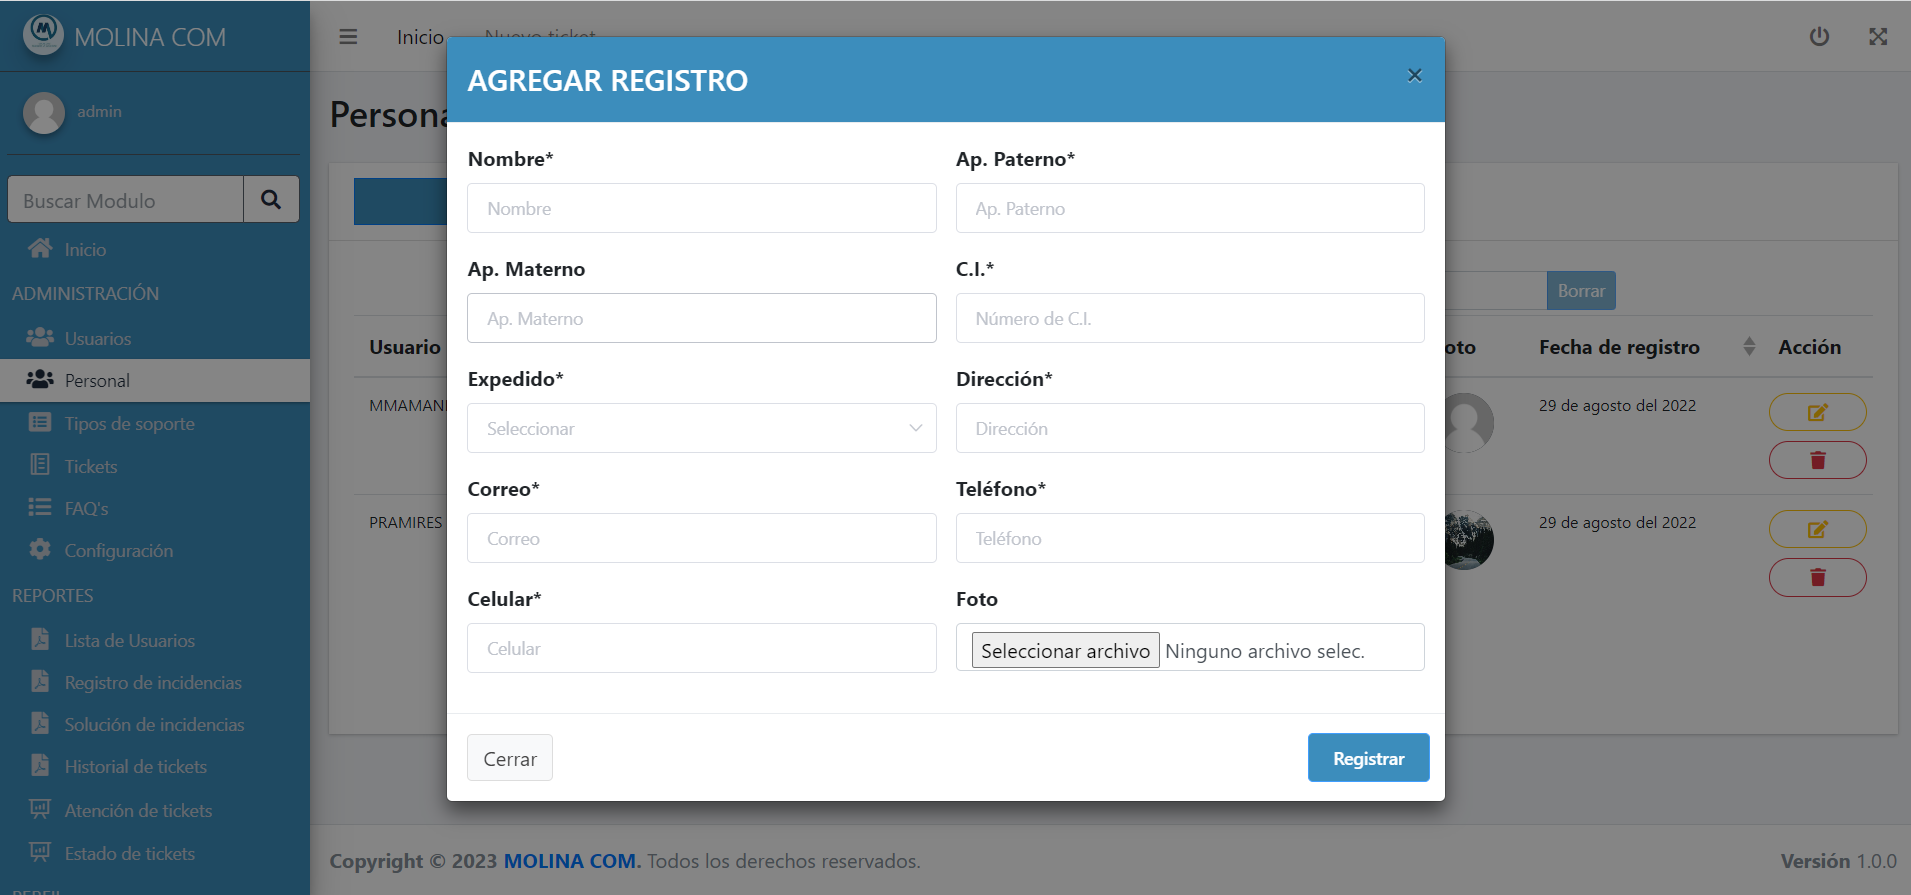 MOLINA COM
admin
Buscar Modulo
Inicio
ADMINISTRACIÓN
Usuarios
Personal
Tipos de soporte
Tickets
FAQ's
Configuración
REPORTES
Lista de Usuarios
Registro de incidencias
Solución de incidencias
Historial de tickets
Atención de tickets
Estado de tickets
Inicio
Nuevo ticket
AGREGAR REGISTRO
×
Nombre*
Nombre
Ap. Paterno*
Ap. Paterno
Ap. Materno
Ap. Materno
C.I.*
Número de C.I.
Expedido*
Seleccionar
Dirección*
Dirección
Correo*
Correo
Teléfono*
Teléfono
Celular*
Celular
Foto
Seleccionar archivo Ninguno archivo selec.
Cerrar
Registrar
Borrar
Usuario
Fecha de registro
Acción
29 de agosto del 2022
PRAMIRES
29 de agosto del 2022
Copyright © 2023 MOLINA COM. Todos los derechos reservados.
Versión 1.0.0